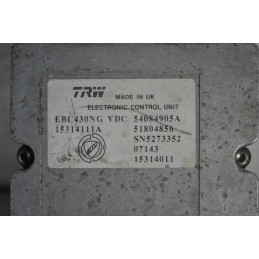 TRW
MADE IN UK
ELECTRONIC CONTROL UNIT
EBC430NG VDC 54084905A
15314111A 51804856
SN5273352
07143
15314011